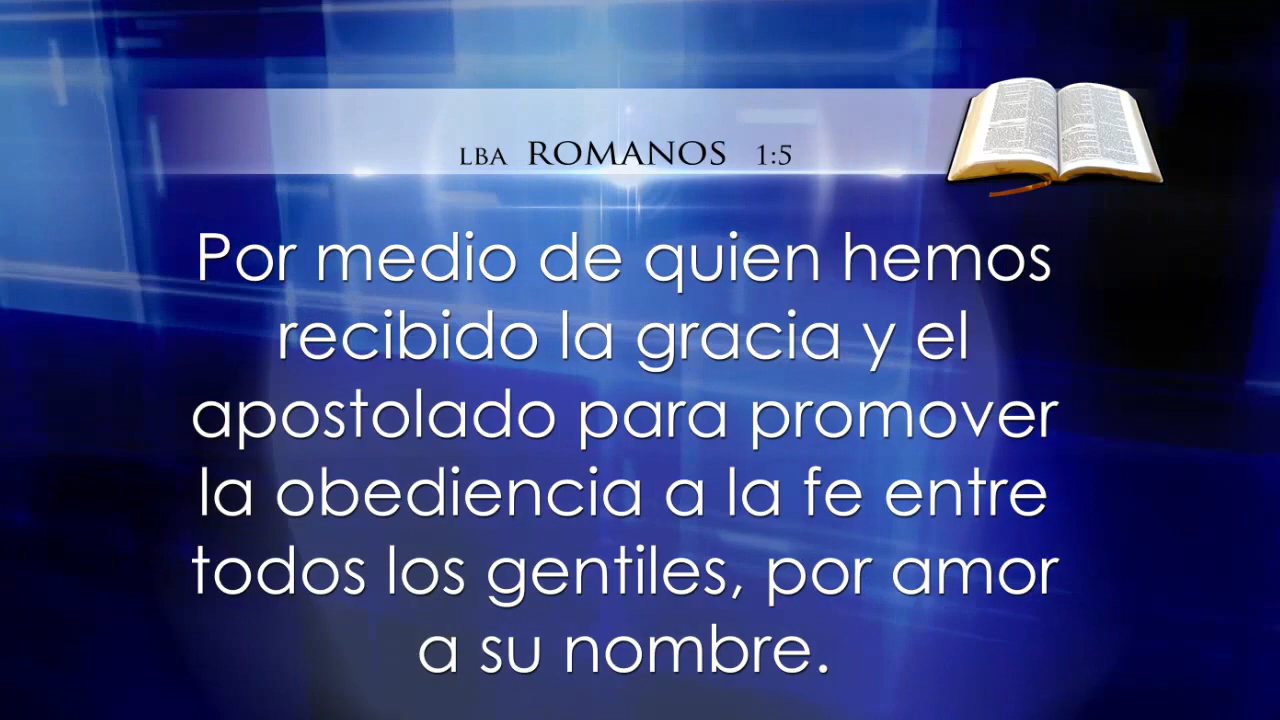 LBA ROMANOS 1:5
Por medio de quien hemos
recibido la gracia y el
apostolado para promover
la obediencia a la fe entre
todos los gentiles, por amor
a su nombre.